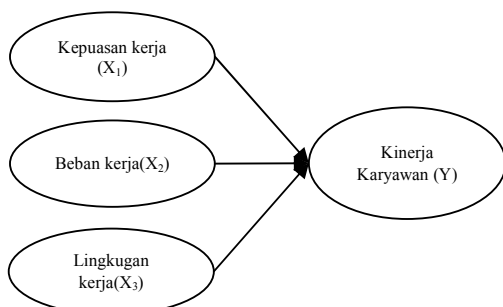 Kepuasan kerja
(X₁)
Beban kerja(X₂)
Lingkugan
kerja(X₃)
Kinerja
Karyawan (Y)